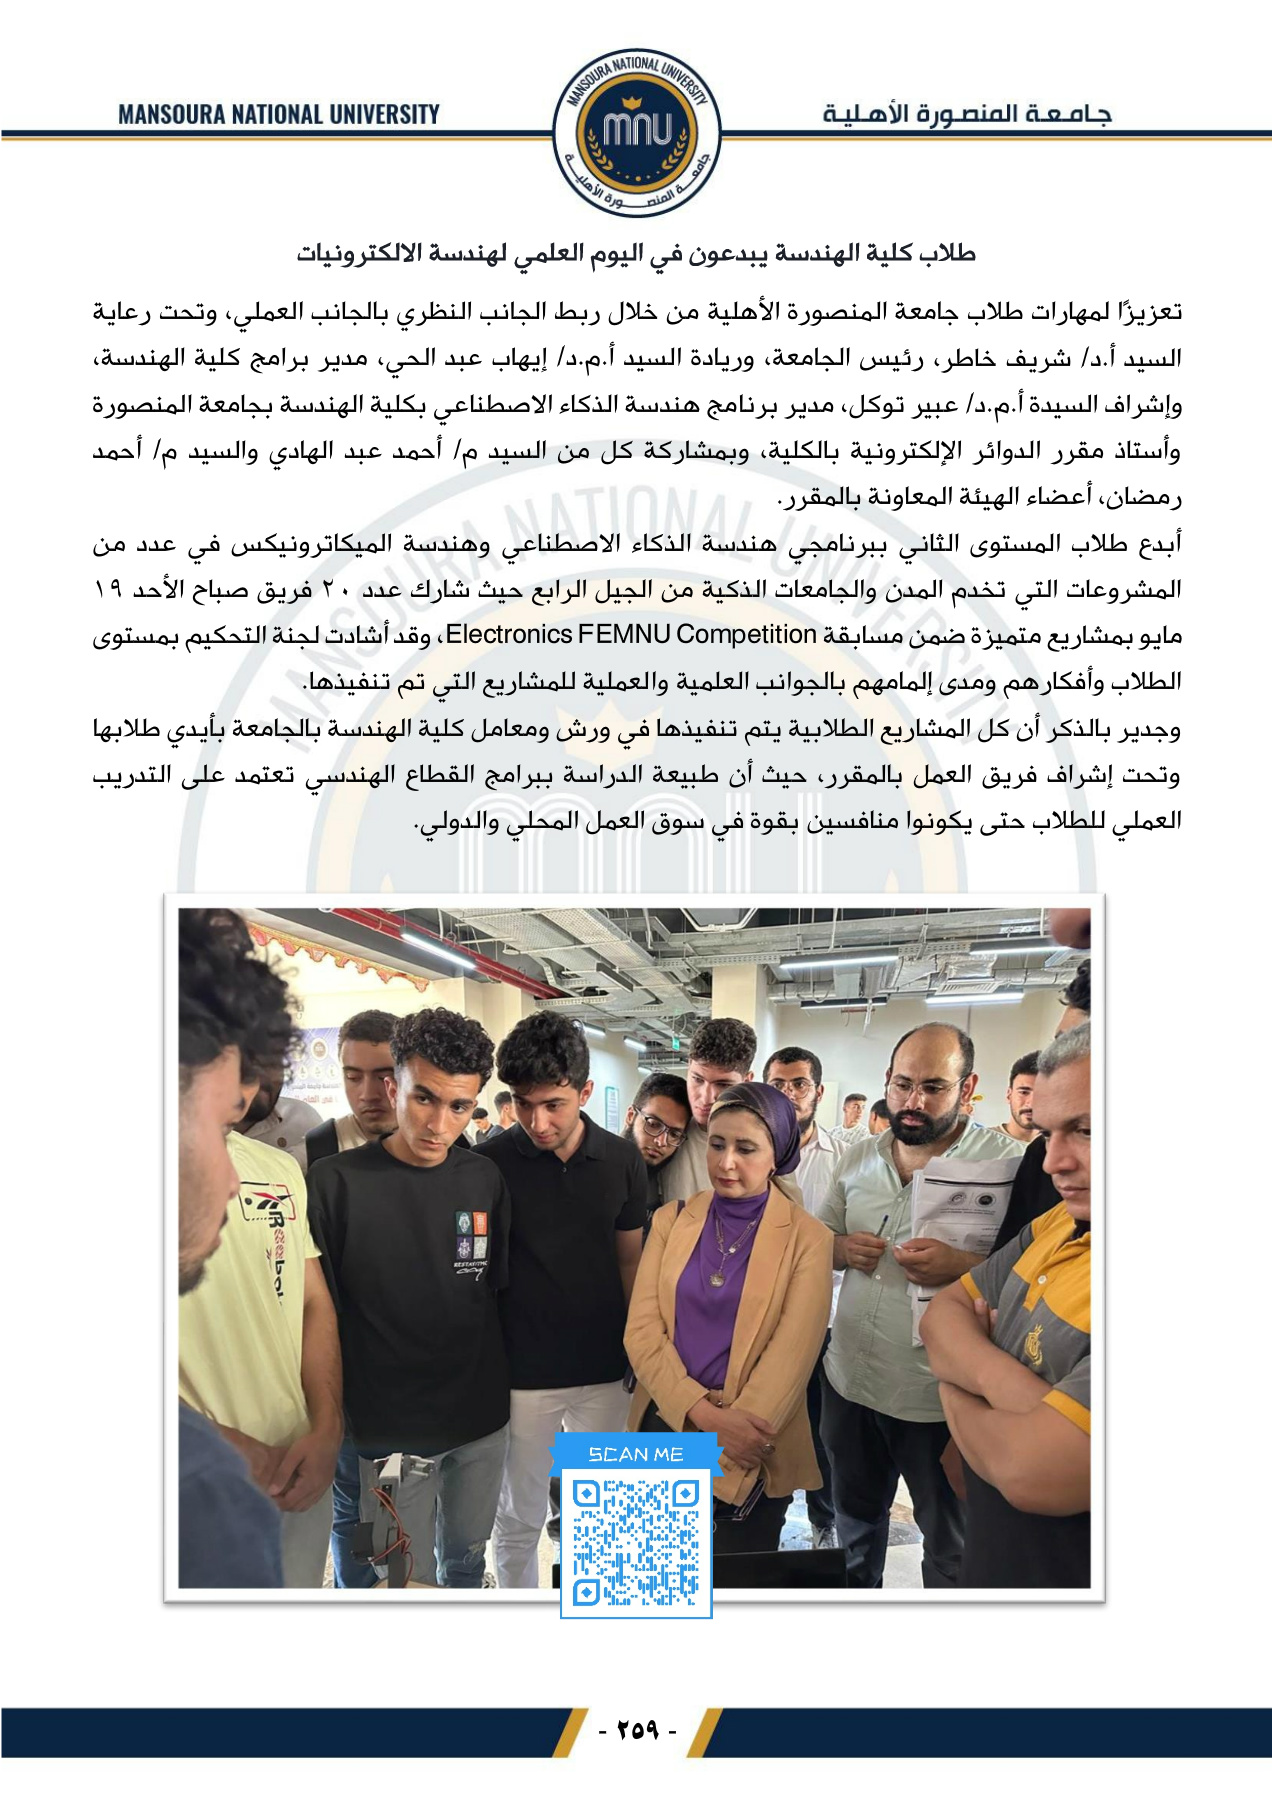 MANSOURA NATIONAL UNIVERSITY
جامعة المنصورة الأهلية
MANSOURA NATIONAL UNIVERSITY
mnu
جامعة المنصورة الأهلية
طلاب كلية الهندسة يبدعون في اليوم العلمي لهندسة الالكترونيات
تعزيزًا لمهارات طلاب جامعة المنصورة الأهلية من خلال ربط الجانب النظري بالجانب العملي، وتحت رعاية
السيد أ.د/ شريف خاطر، رئيس الجامعة، وريادة السيد أ.م.د/ إيهاب عبد الحي، مدير برامج كلية الهندسة،
وإشراف السيدة أ.م.د/ عبير توكل، مدير برنامج هندسة الذكاء الاصطناعي بكلية الهندسة بجامعة المنصورة
وأستاذ مقرر الدوائر الإلكترونية بالكلية، وبمشاركة كل من السيد م/ أحمد عبد الهادي والسيد م/ أحمد
رمضان، أعضاء الهيئة المعاونة بالمقرر.
أبدع طلاب المستوى الثاني ببرنامجي هندسة الذكاء الاصطناعي وهندسة الميكاترونيكس في عدد من
المشروعات التي تخدم المدن والجامعات الذكية من الجيل الرابع حيث شارك عدد ٢٠ فريق صباح الأحد ١٩
مايو بمشاريع متميزة ضمن مسابقة Electronics FEMNU Competition، وقد أشادت لجنة التحكيم بمستوى
الطلاب وأفكارهم ومدى إلمامهم بالجوانب العلمية والعملية للمشاريع التي تم تنفيذها.
وجدير بالذكر أن كل المشاريع الطلابية يتم تنفيذها في ورش ومعامل كلية الهندسة بالجامعة بأيدي طلابها
وتحت إشراف فريق العمل بالمقرر، حيث أن طبيعة الدراسة ببرامج القطاع الهندسي تعتمد على التدريب
العملي للطلاب حتى يكونوا منافسين بقوة في سوق العمل المحلي والدولي.
MANSOURA NATIONAL UNIVERSITY
mnu
Reebok
SCAN ME
- ٢٥٩ -